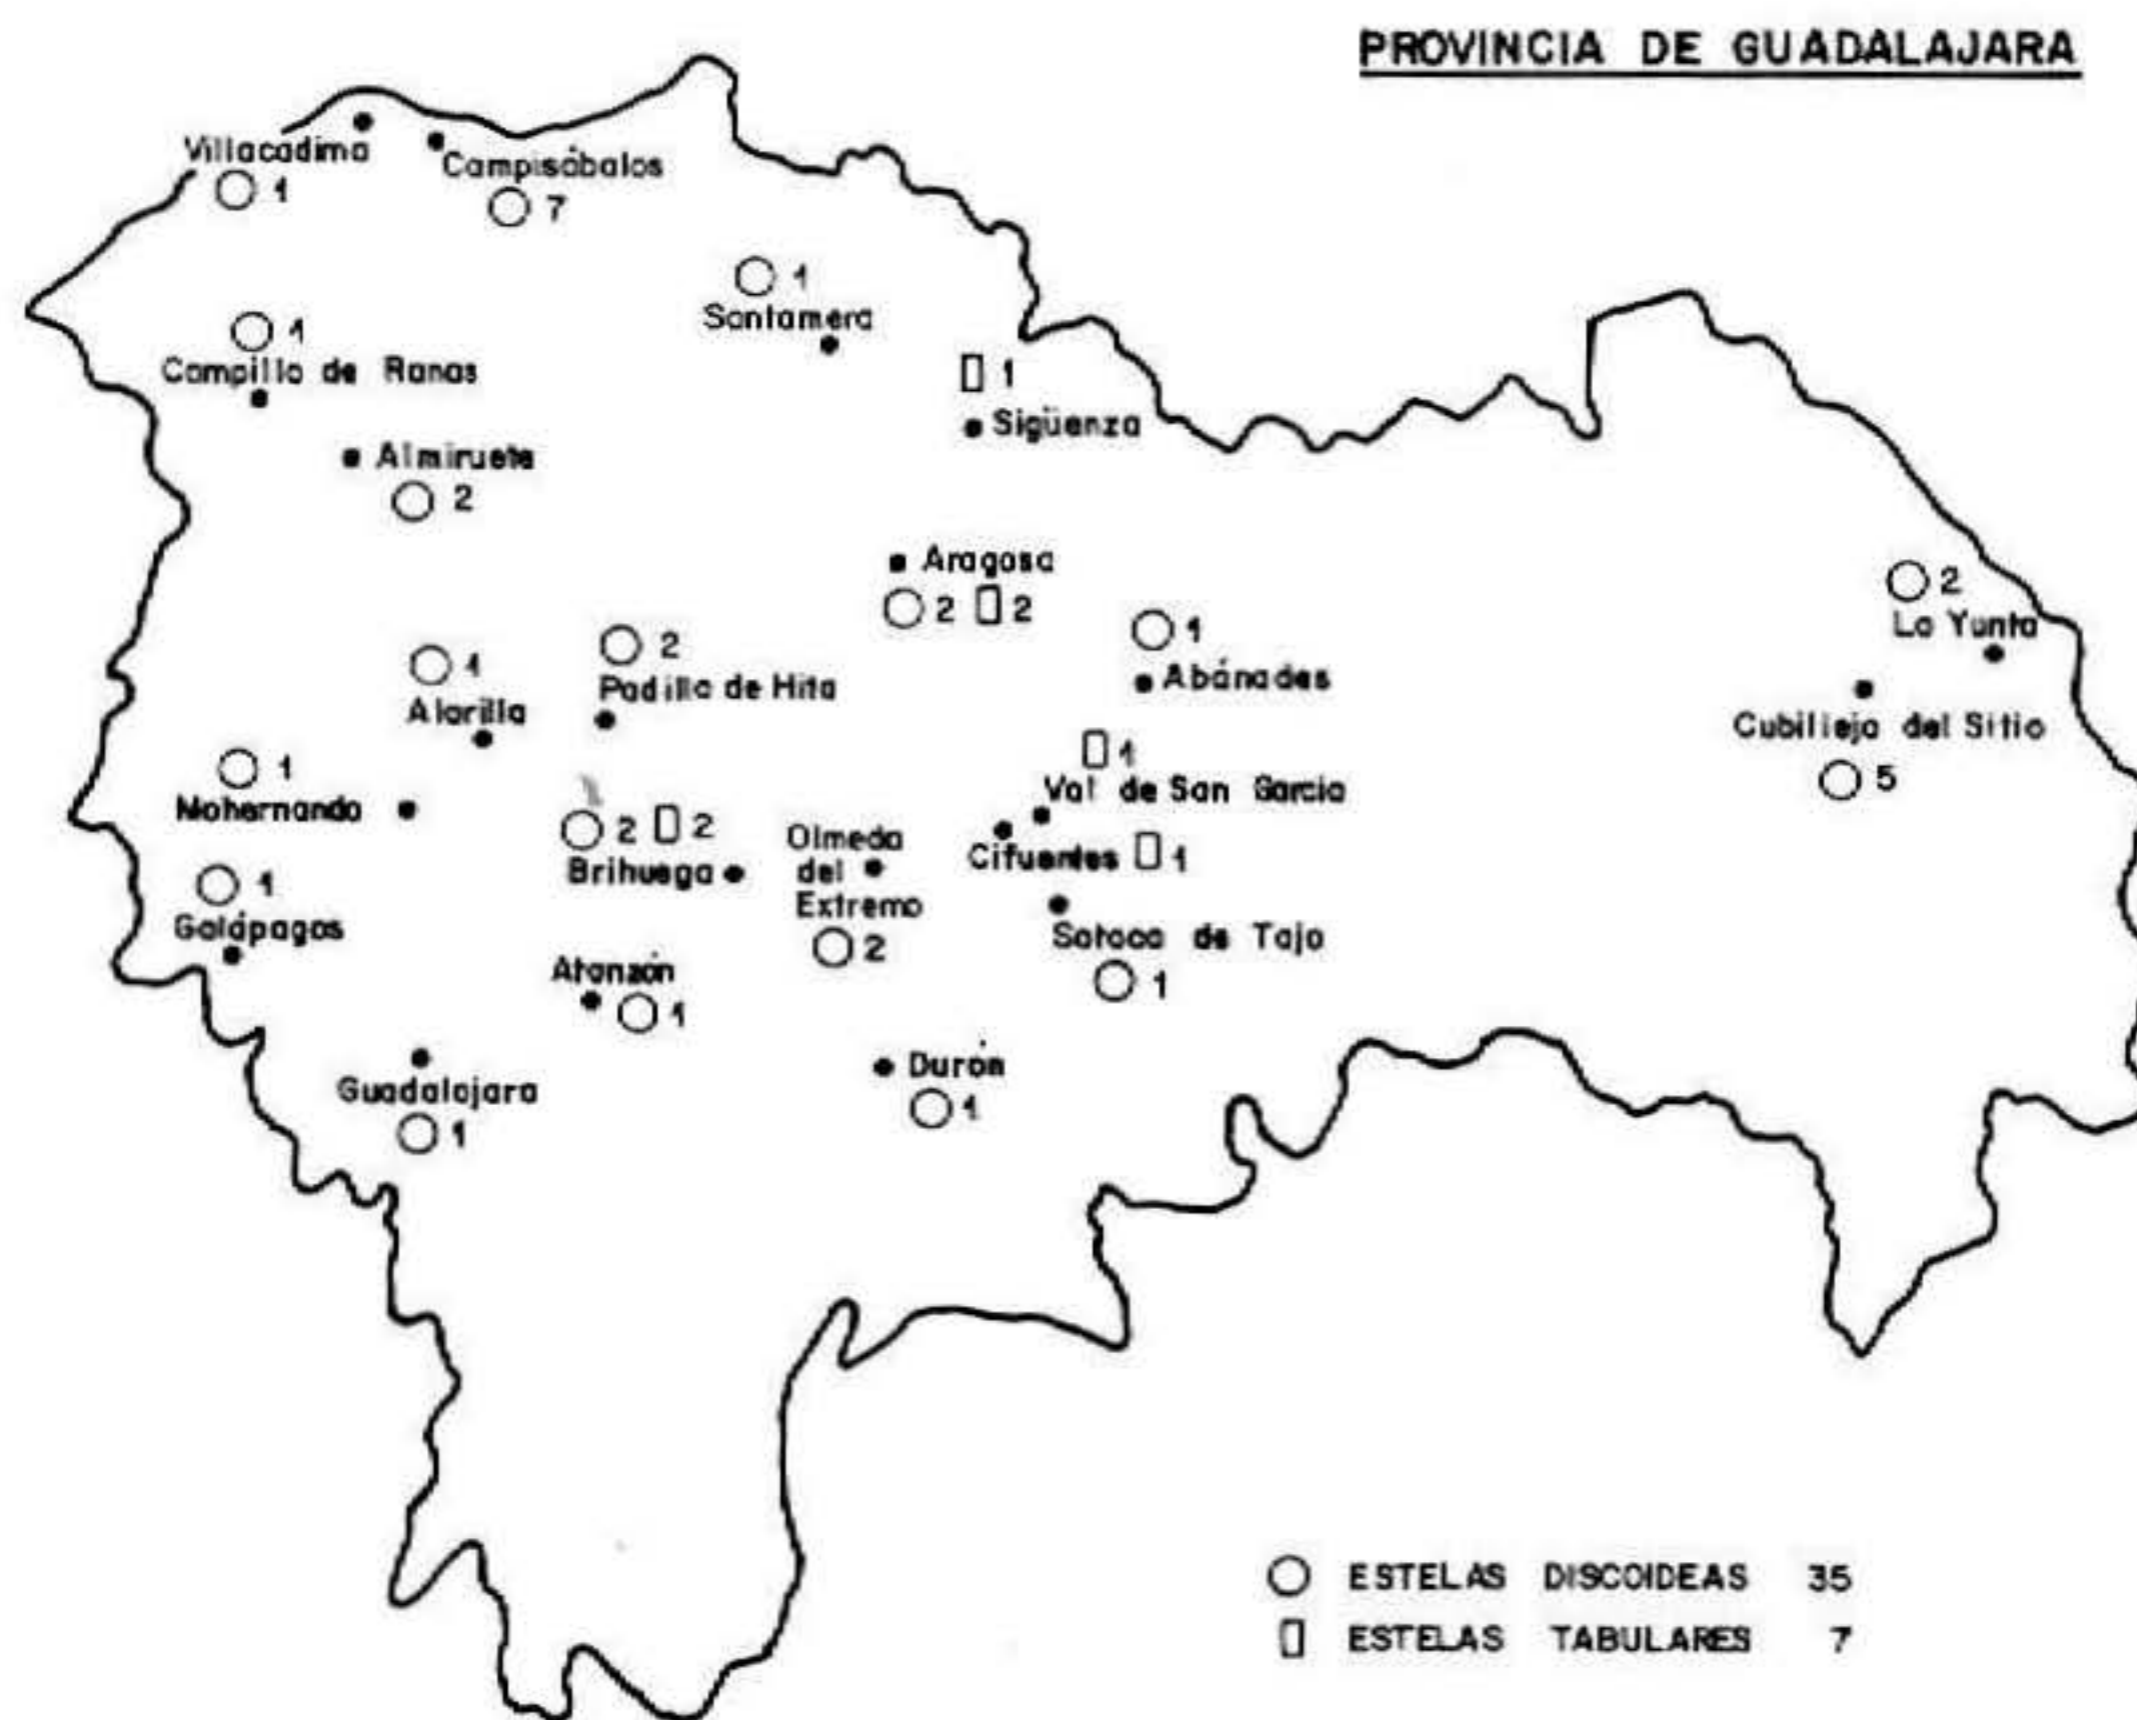 PROVINCIA DE GUADALAJARA
Villacadima
1
Campisábalos
7
1
Santamera
1
Campillo de Ranas
1
Sigüenza
Almiruete
2
Aragosa
2 2
2
La Yunta
1
Abánades
2
Padilla de Hita
1
Alarilla
Cubillejo del Sitio
5
1
Val de San Garcia
1
Mohernando
2 2
Brihuega
Olmeda
del
Extremo
2
Cifuentes 1
1
Galápagos
Sotoca de Tajo
1
Atanzón
1
Durón
1
Guadalajara
1
ESTELAS DISCOIDEAS 35
ESTELAS TABULARES 7